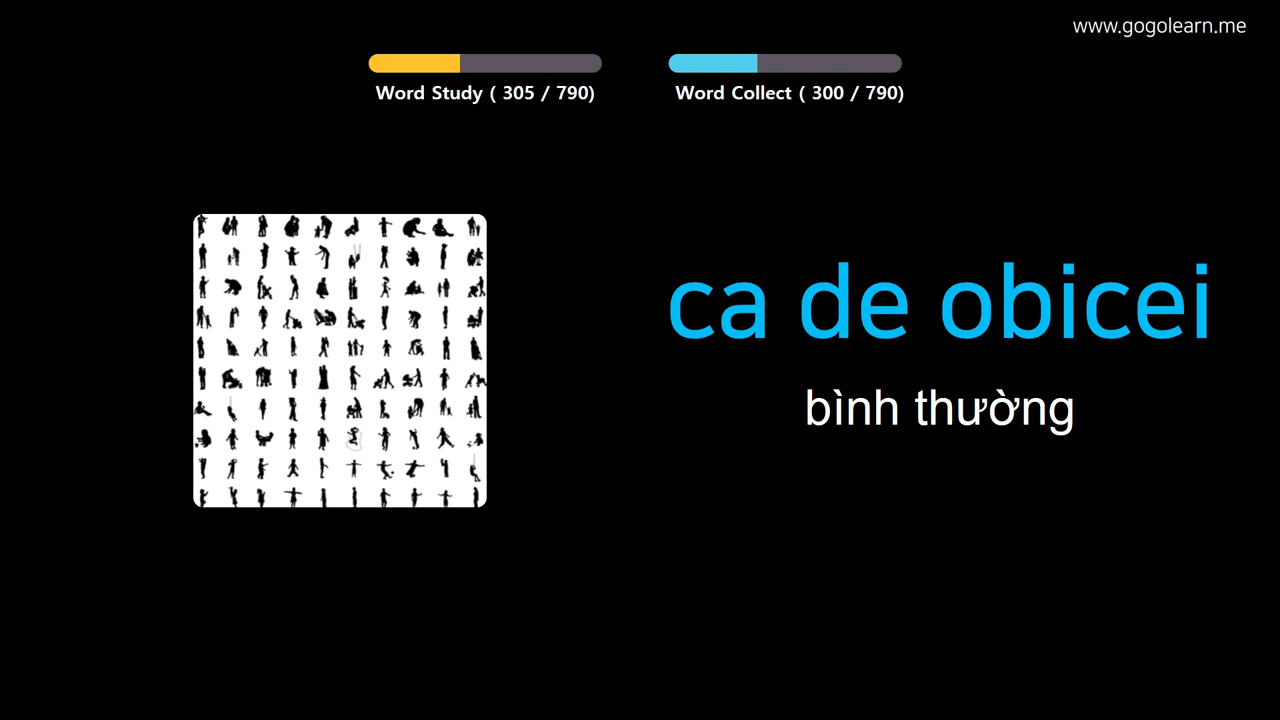 www.gogolearn.me
Word Study ( 305 / 790)
Word Collect ( 300 / 790)
ca de obicei
bình thường